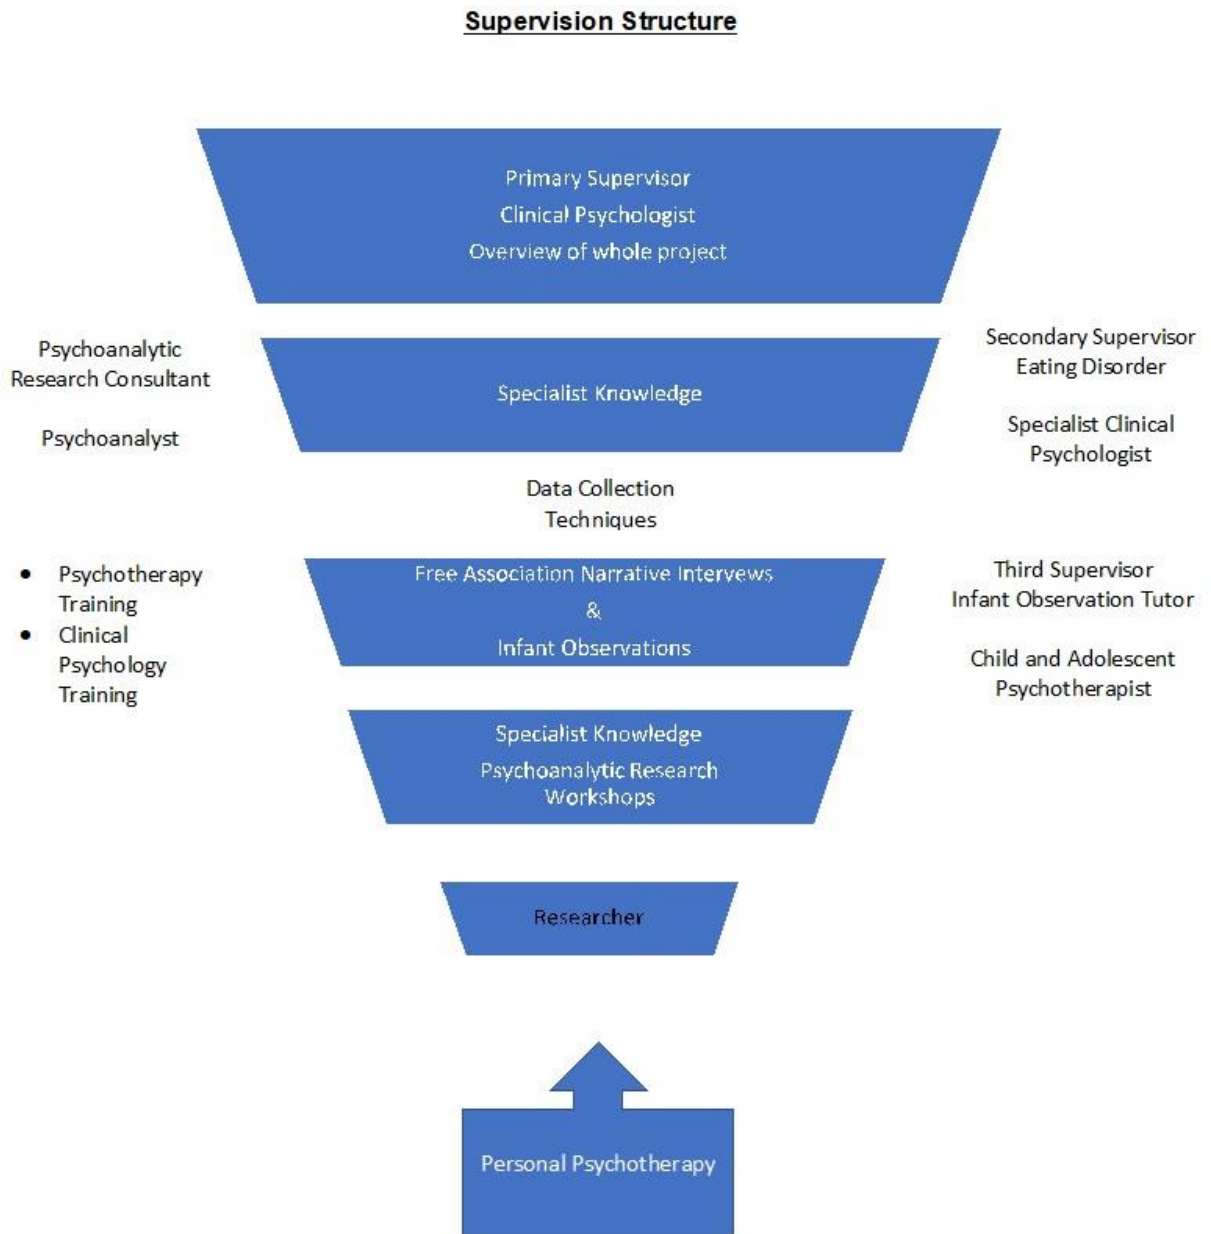 Supervision Structure
Primary Supervisor
Clinical Psychologist
Overview of whole project
Psychoanalytic
Research Consultant
Psychoanalyst
Specialist Knowledge
Secondary Supervisor
Eating Disorder
Specialist Clinical
Psychologist
Data Collection
Techniques
• Psychotherapy
Training
• Clinical
Psychology
Training
Free Association Narrative Intervews
&
Infant Observations
Third Supervisor
Infant Observation Tutor
Child and Adolescent
Psychotherapist
Specialist Knowledge
Psychoanalytic Research
Workshops
Researcher
Personal Psychotherapy